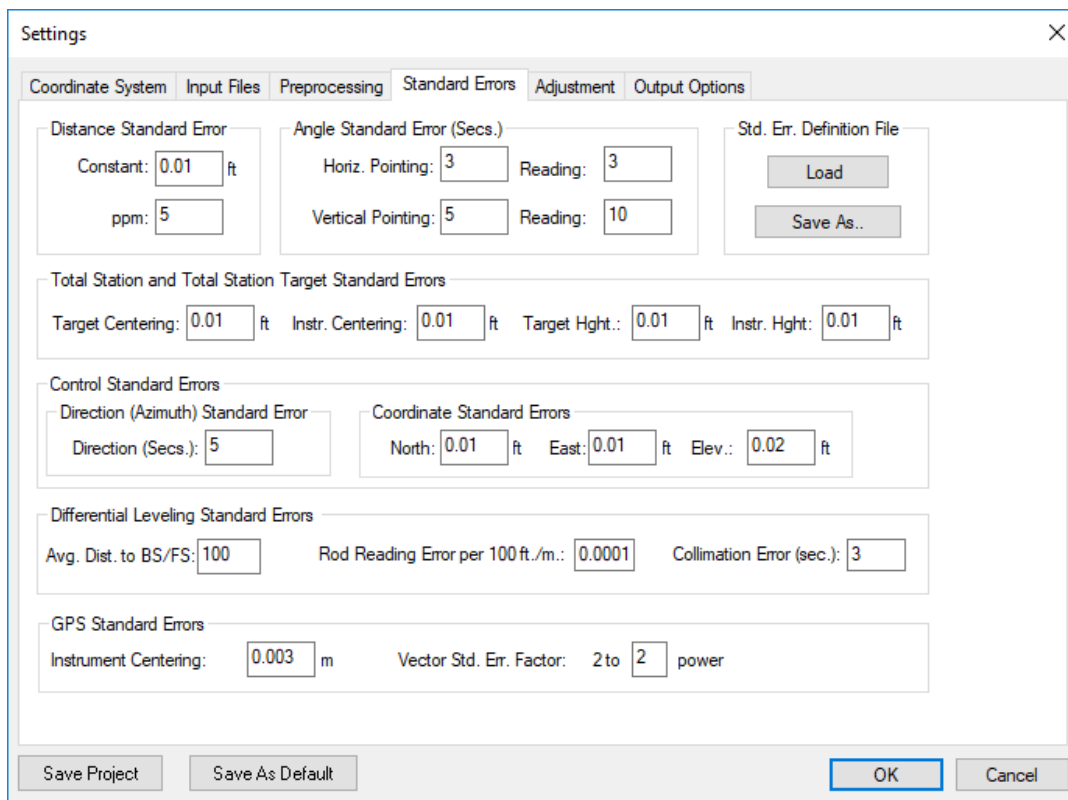 Settings
Coordinate System Input Files Preprocessing Standard Errors Adjustment Output Options
Distance Standard Error
Constant: 0.01 ft
ppm: 5
Angle Standard Error (Secs.)
Horiz. Pointing: 3 Reading: 3
Vertical Pointing: 5 Reading: 10
Std. Err. Definition File
Load
Save As..
Total Station and Total Station Target Standard Errors
Target Centering: 0.01 ft Instr. Centering: 0.01 ft Target Hght.: 0.01 ft Instr. Hght: 0.01 ft
Control Standard Errors
Direction (Azimuth) Standard Error
Direction (Secs.): 5
Coordinate Standard Errors
North: 0.01 ft East: 0.01 ft Elev.: 0.02 ft
Differential Leveling Standard Errors
Avg. Dist. to BS/FS: 100 Rod Reading Error per 100 ft./m.: 0.0001 Collimation Error (sec.): 3
GPS Standard Errors
Instrument Centering: 0.003 m Vector Std. Err. Factor: 2 to 2 power
Save Project Save As Default OK Cancel